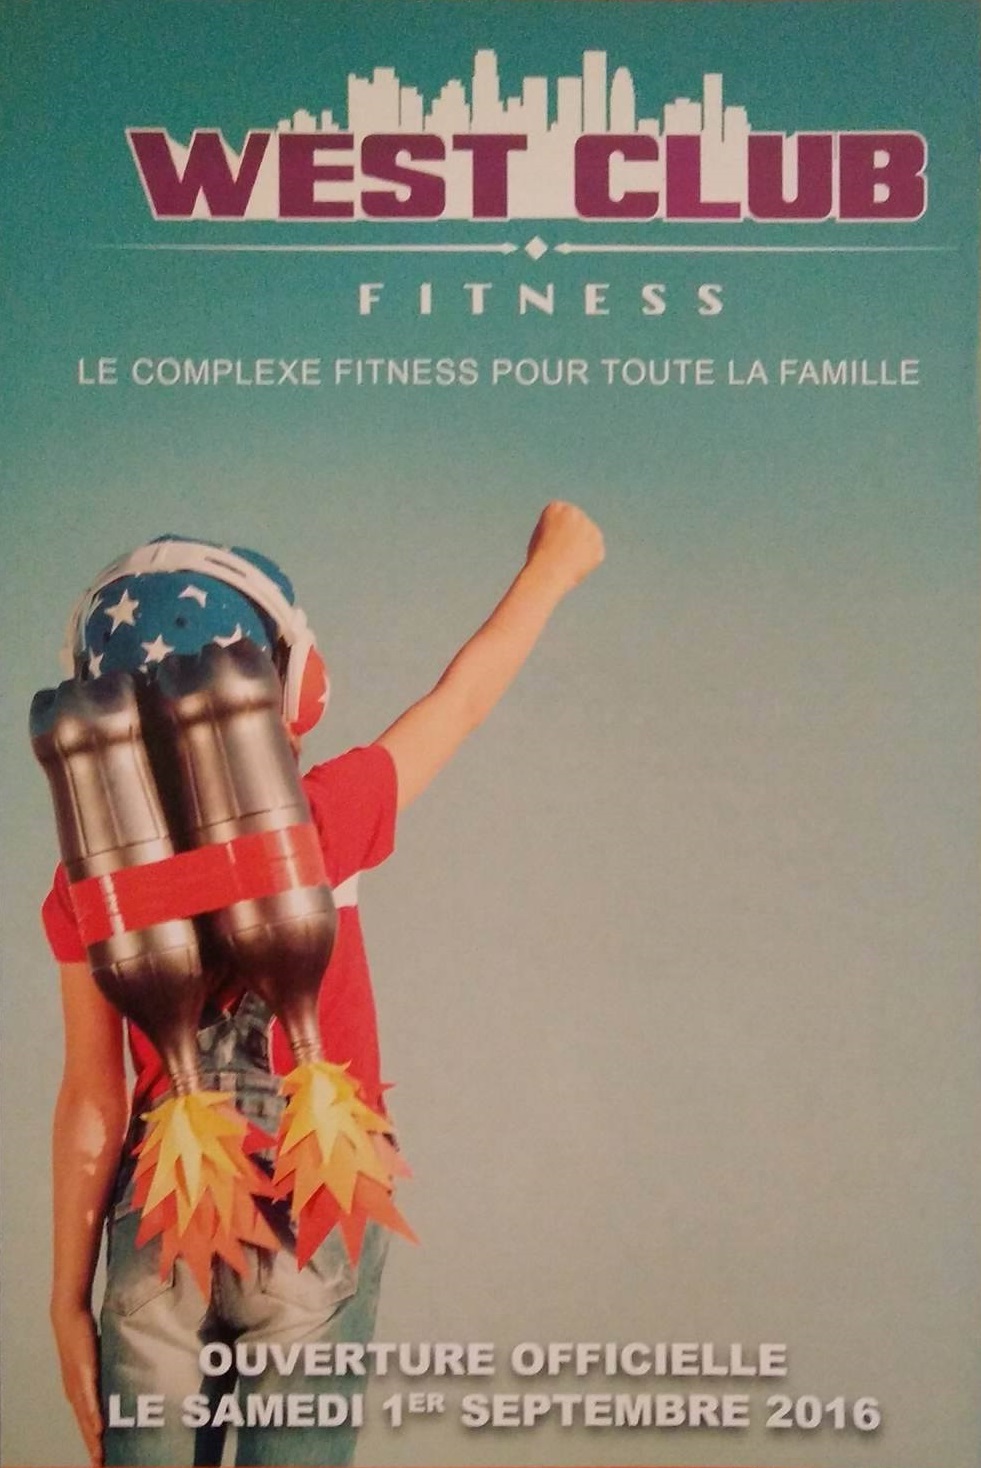 WEST CLUB
FITNESS
LE COMPLEXE FITNESS POUR TOUTE LA FAMILLE
OUVERTURE OFFICIELLE
LE SAMEDI 1ER SEPTEMBRE 2016